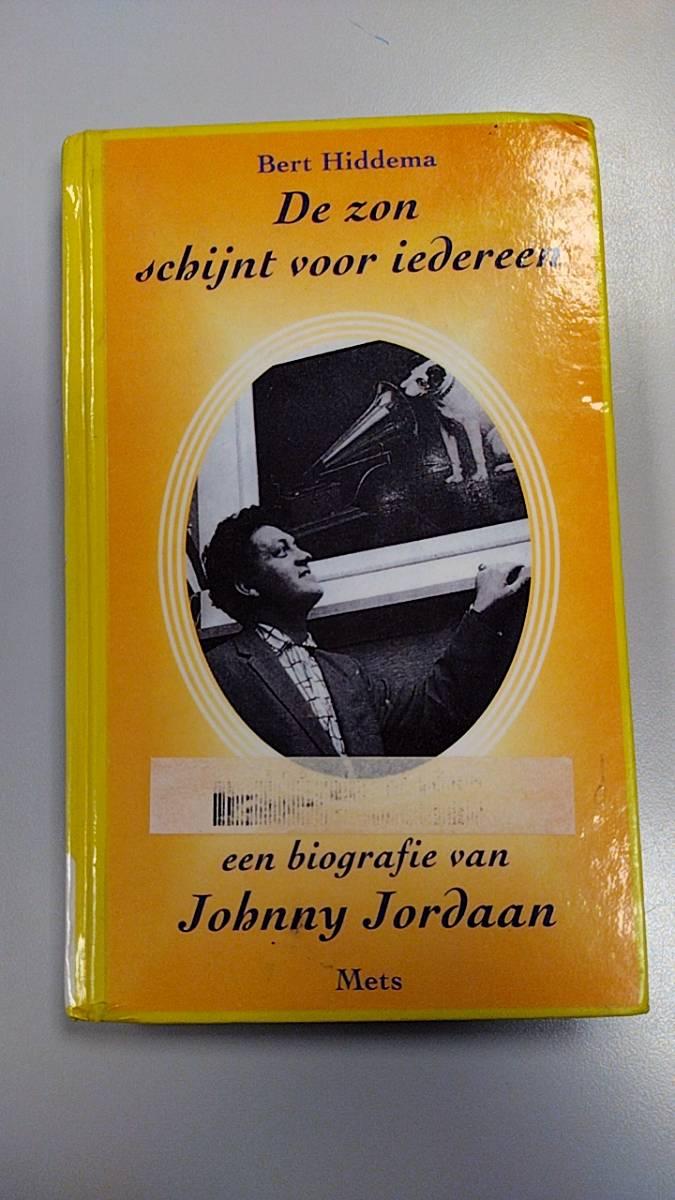 Bert Hiddema
De zon
schijnt voor iedereen
een biografie van
Johnny Jordaan
Mets